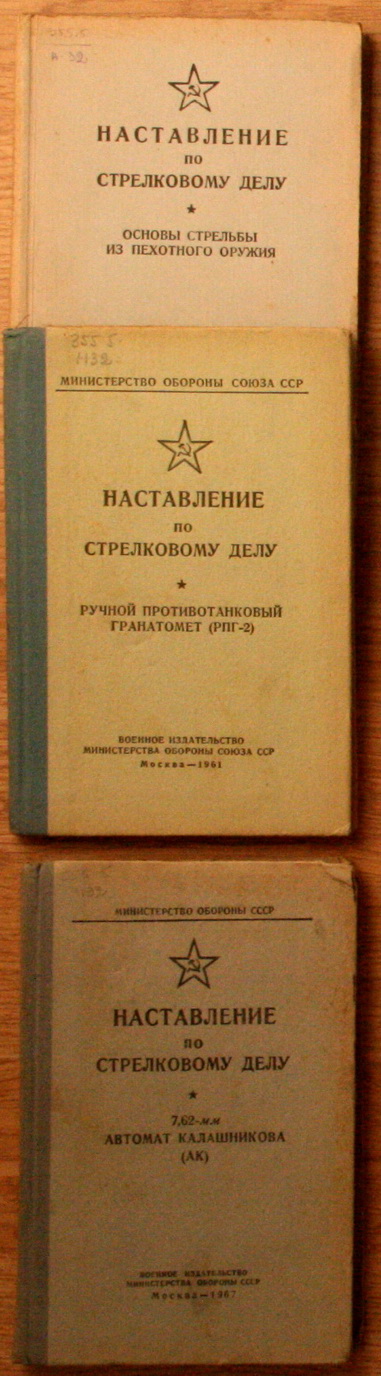 НАСТАВЛЕНИЕ
ПО
СТРЕЛКОВОМУ ДЕЛУ
ОСНОВЫ СТРЕЛЬБЫ
ИЗ ПЕХОТНОГО ОРУЖИЯ
МИНИСТЕРСТВО ОБОРОНЫ СОЮЗА ССР
НАСТАВЛЕНИЕ
ПО
СТРЕЛКОВОМУ ДЕЛУ
РУЧНОЙ ПРОТИВОТАНКОВЫЙ
ГРАНАТОМЕТ (РПГ-2)
ВОЕННОЕ ИЗДАТЕЛЬСТВО
МИНИСТЕРСТВА ОБОРОНЫ СОЮЗА ССР
Москва—1961
МИНИСТЕРСТВО ОБОРОНЫ СССР
НАСТАВЛЕНИЕ
ПО
СТРЕЛКОВОМУ ДЕЛУ
7,62-мм
АВТОМАТ КАЛАШНИКОВА
(АК)
ВОЕННОЕ ИЗДАТЕЛЬСТВО
МИНИСТЕРСТВА ОБОРОНЫ СССР
Москва—1967